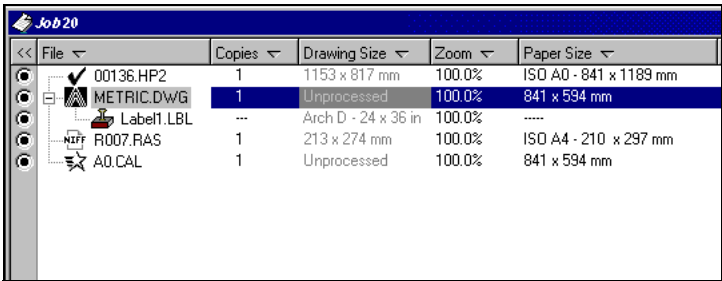 Job20
<< File Copies Drawing Size Zoom Paper Size
00136.HP2 1 1153 x 817 mm 100.0% ISO A0 - 841 x 1189 mm
METRIC.DWG 1 Unprocessed 100.0% 841 x 594 mm
Label1.LBL --- Arch D - 24 x 36 in 100.0% -----
NIFF R007.RAS 1 213 x 274 mm 100.0% ISO A4 - 210 x 297 mm
A0.CAL 1 Unprocessed 100.0% 841 x 594 mm